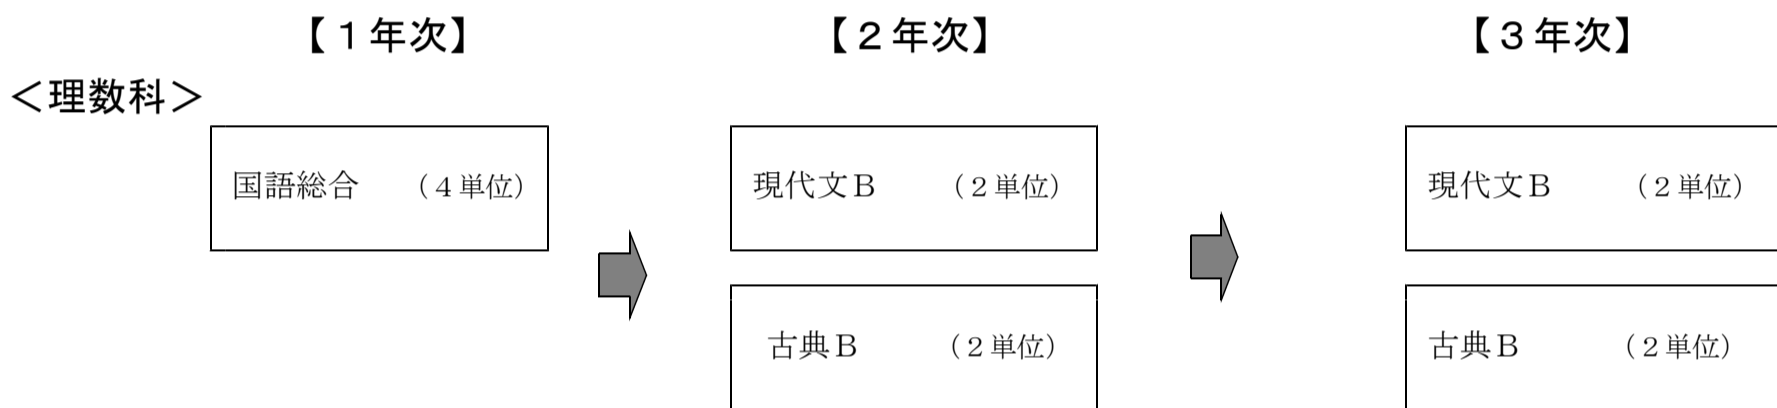 【１年次】 【２年次】 【３年次】
＜理数科＞
国語総合 （４単位） 現代文Ｂ （２単位） 現代文Ｂ （２単位）
古典Ｂ （２単位） 古典Ｂ （２単位）